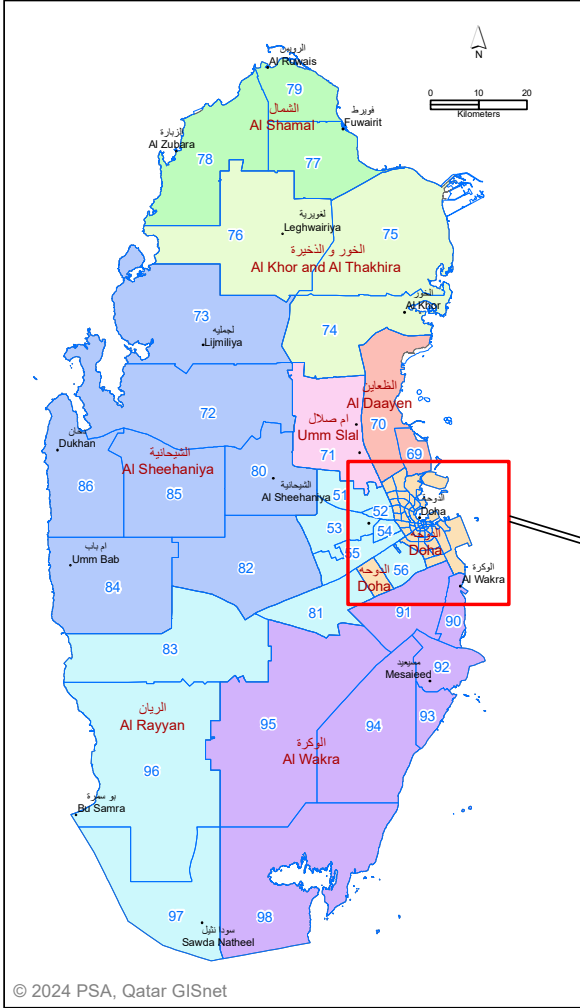 الرويس
Al Ruwais
N
79
0 10 20
Kilometers
الشمال
Al Shamal
فويرط
Fuwairit
الزبارة
Al Zubara
78
77
76
لغويرية
Leghwairiya
75
الخور و الذخيرة
Al Khor and Al Thakhira
73
لجميليه
Lijmiliya
الخور
Al Khor
74
72
الظعاين
Al Daayen
ام صلال
Umm Slal
70
71
69
دخان
Dukhan
الشيحانية
Al Sheehaniya
86
85
80
الشيحانية
Al Sheehaniya
51
52
53
54
55
الدوحة
Doha
الدوحه
Doha
الدوحه
Doha
56
ام باب
Umm Bab
84
82
الوكرة
Al Wakra
81
91
90
83
مسيعيد
Mesaieed
92
93
الريان
Al Rayyan
95
94
الوكرة
Al Wakra
96
بو سمرة
Bu Samra
97
سودا نثيل
Sawda Natheel
98
© 2024 PSA, Qatar GISnet